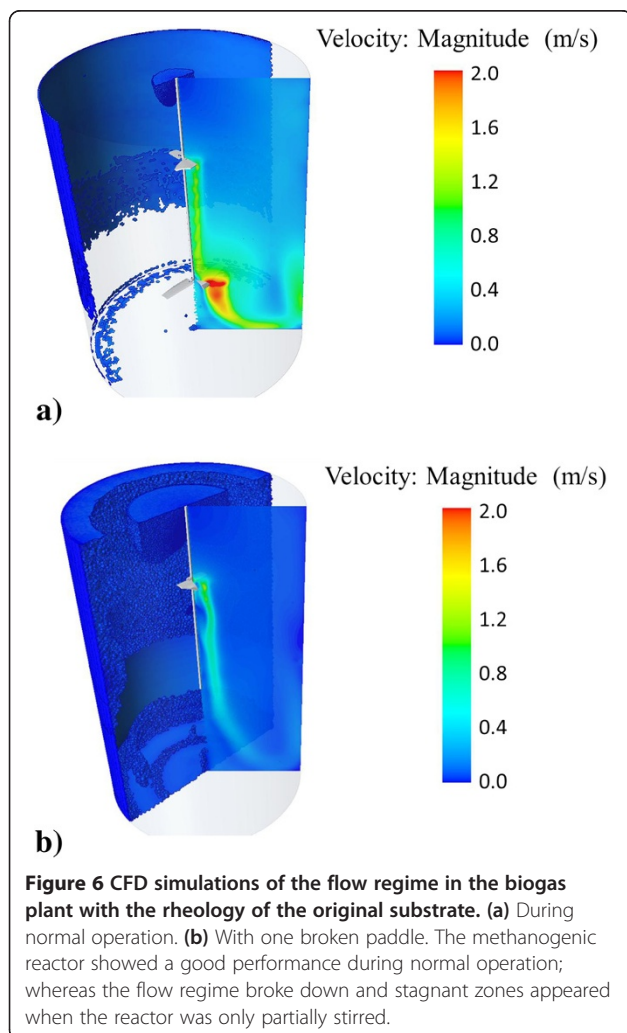 Velocity: Magnitude (m/s)
2.0
1.6
1.2
0.8
0.4
0.0
a)
Velocity: Magnitude (m/s)
2.0
1.6
1.2
0.8
0.4
0.0
b)
Figure 6 CFD simulations of the flow regime in the biogas
plant with the rheology of the original substrate. (a) During
normal operation. (b) With one broken paddle. The methanogenic
reactor showed a good performance during normal operation;
whereas the flow regime broke down and stagnant zones appeared
when the reactor was only partially stirred.